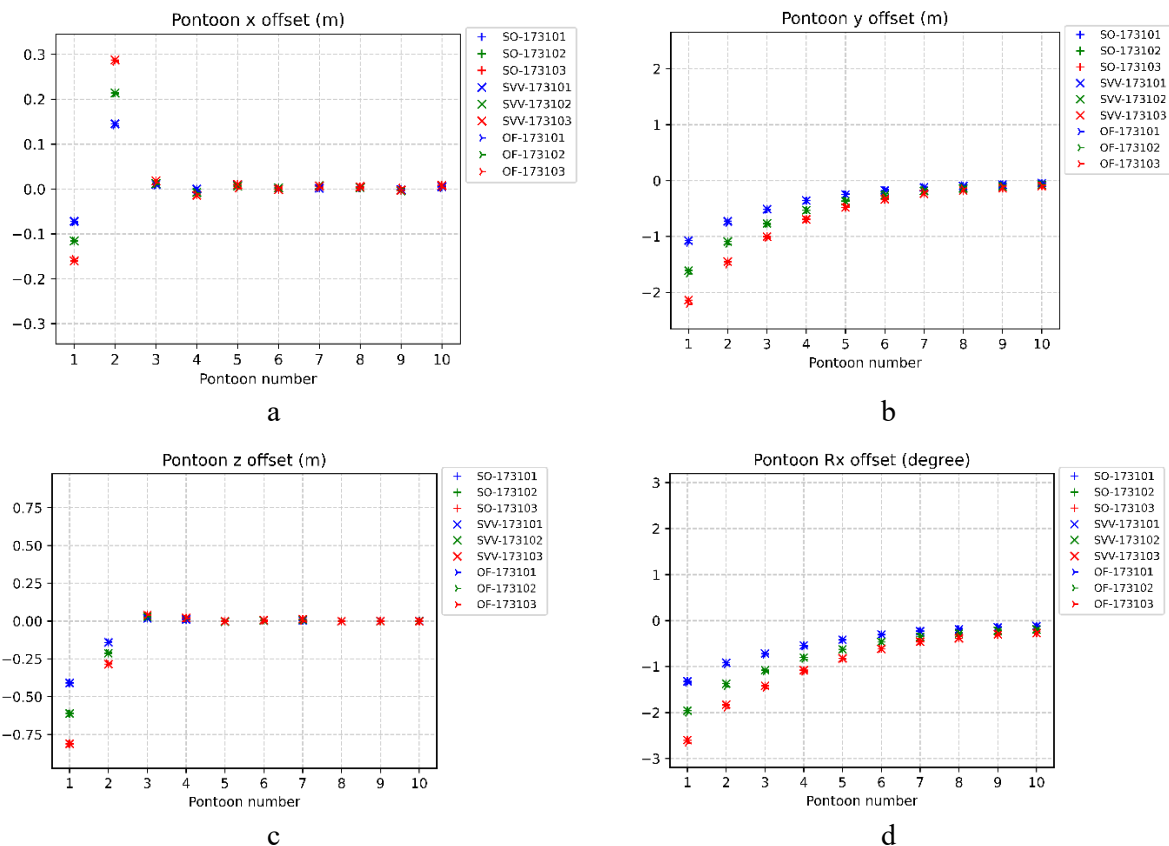 Pontoon x offset (m)
0.3
0.2
0.1
0.0
−0.1
−0.2
−0.3
1 2 3 4 5 6 7 8 9 10
Pontoon number
SO-173101
SO-173102
SO-173103
SVV-173101
SVV-173102
SVV-173103
OF-173101
OF-173102
OF-173103
a
Pontoon y offset (m)
2
1
0
−1
−2
1 2 3 4 5 6 7 8 9 10
Pontoon number
SO-173101
SO-173102
SO-173103
SVV-173101
SVV-173102
SVV-173103
OF-173101
OF-173102
OF-173103
b
Pontoon z offset (m)
0.75
0.50
0.25
0.00
−0.25
−0.50
−0.75
1 2 3 4 5 6 7 8 9 10
Pontoon number
SO-173101
SO-173102
SO-173103
SVV-173101
SVV-173102
SVV-173103
OF-173101
OF-173102
OF-173103
c
Pontoon Rx offset (degree)
3
2
1
0
−1
−2
−3
1 2 3 4 5 6 7 8 9 10
Pontoon number
SO-173101
SO-173102
SO-173103
SVV-173101
SVV-173102
SVV-173103
OF-173101
OF-173102
OF-173103
d